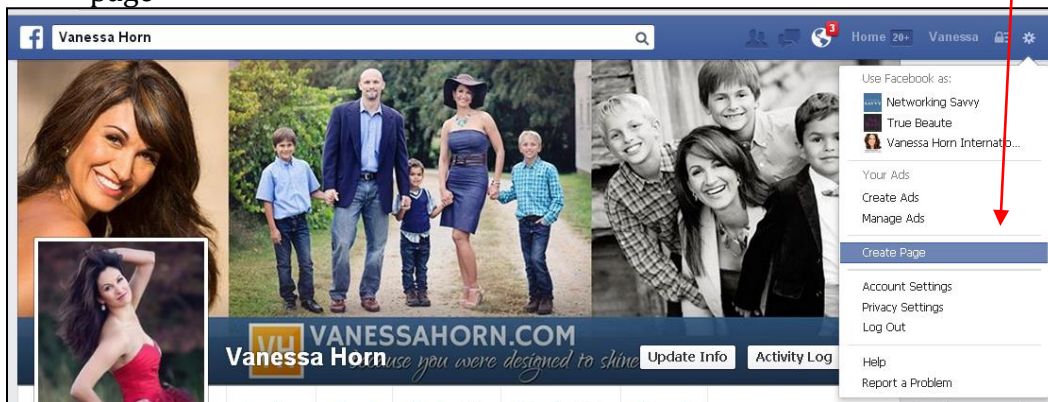 page
f Vanessa Horn 3 Home 20+ Vanessa
Use Facebook as:
Networking Savvy
True Beaute
Vanessa Horn Internatio...
Your Ads
Create Ads
Manage Ads
Create Page
Account Settings
Privacy Settings
Log Out
Help
Report a Problem
VH VANESSAHORN.COM
because you were designed to shine
Vanessa Horn Update Info Activity Log